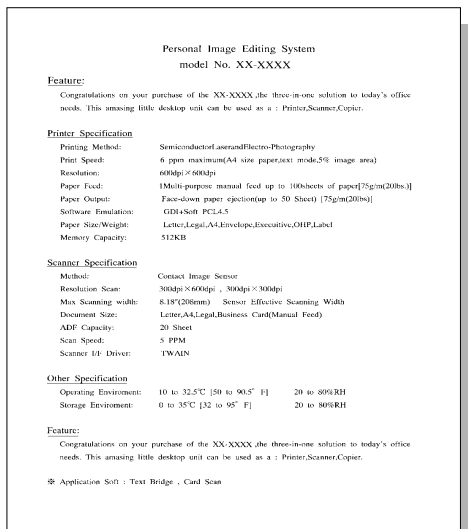 Personal Image Editing System
model No. XX-XXXX
Feature:
Congratulations on your purchase of the XX-XXXX ,the three-in-one solution to today's office
needs. This amasing little desktop unit can be used as a : Printer,Scanner,Copier.
Printer Specification
Printing Method: SemiconductorLaserandElectro-Photography
Print Speed: 6 ppm maximum(A4 size paper,text mode,5% image area)
Resolution: 600dpi×600dpi
Paper Feed: 1Multi-purpose manual feed up to 100sheets of paper[75g/m(20lbs.)]
Paper Output: Face-down paper ejection(up to 50 Sheet) [75g/m(20lbs)]
Software Emulation: GDI+Soft PCL4.5
Paper Size/Weight: Letter,Legal,A4,Envelope,Execuitive,OHP,Label
Memory Capacity: 512KB
Scanner Specification
Method: Contact Image Sensor
Resolution Scan: 300dpi×600dpi , 300dpi×300dpi
Max Scanning width: 8.18"(208mm) Sensor Effective Scanning Width
Document Size: Letter,A4,Legal,Business Card(Manual Feed)
ADF Capacity: 20 Sheet
Scan Speed: 5 PPM
Scanner I/F Driver: TWAIN
Other Specification
Operating Enviroment: 10 to 32.5℃ [50 to 90.5° F] 20 to 80%RH
Storage Enviroment: 0 to 35℃ [32 to 95° F] 20 to 80%RH
Feature:
Congratulations on your purchase of the XX-XXXX ,the three-in-one solution to today's office
needs. This amasing little desktop unit can be used as a : Printer,Scanner,Copier.
※ Application Soft : Text Bridge , Card Scan